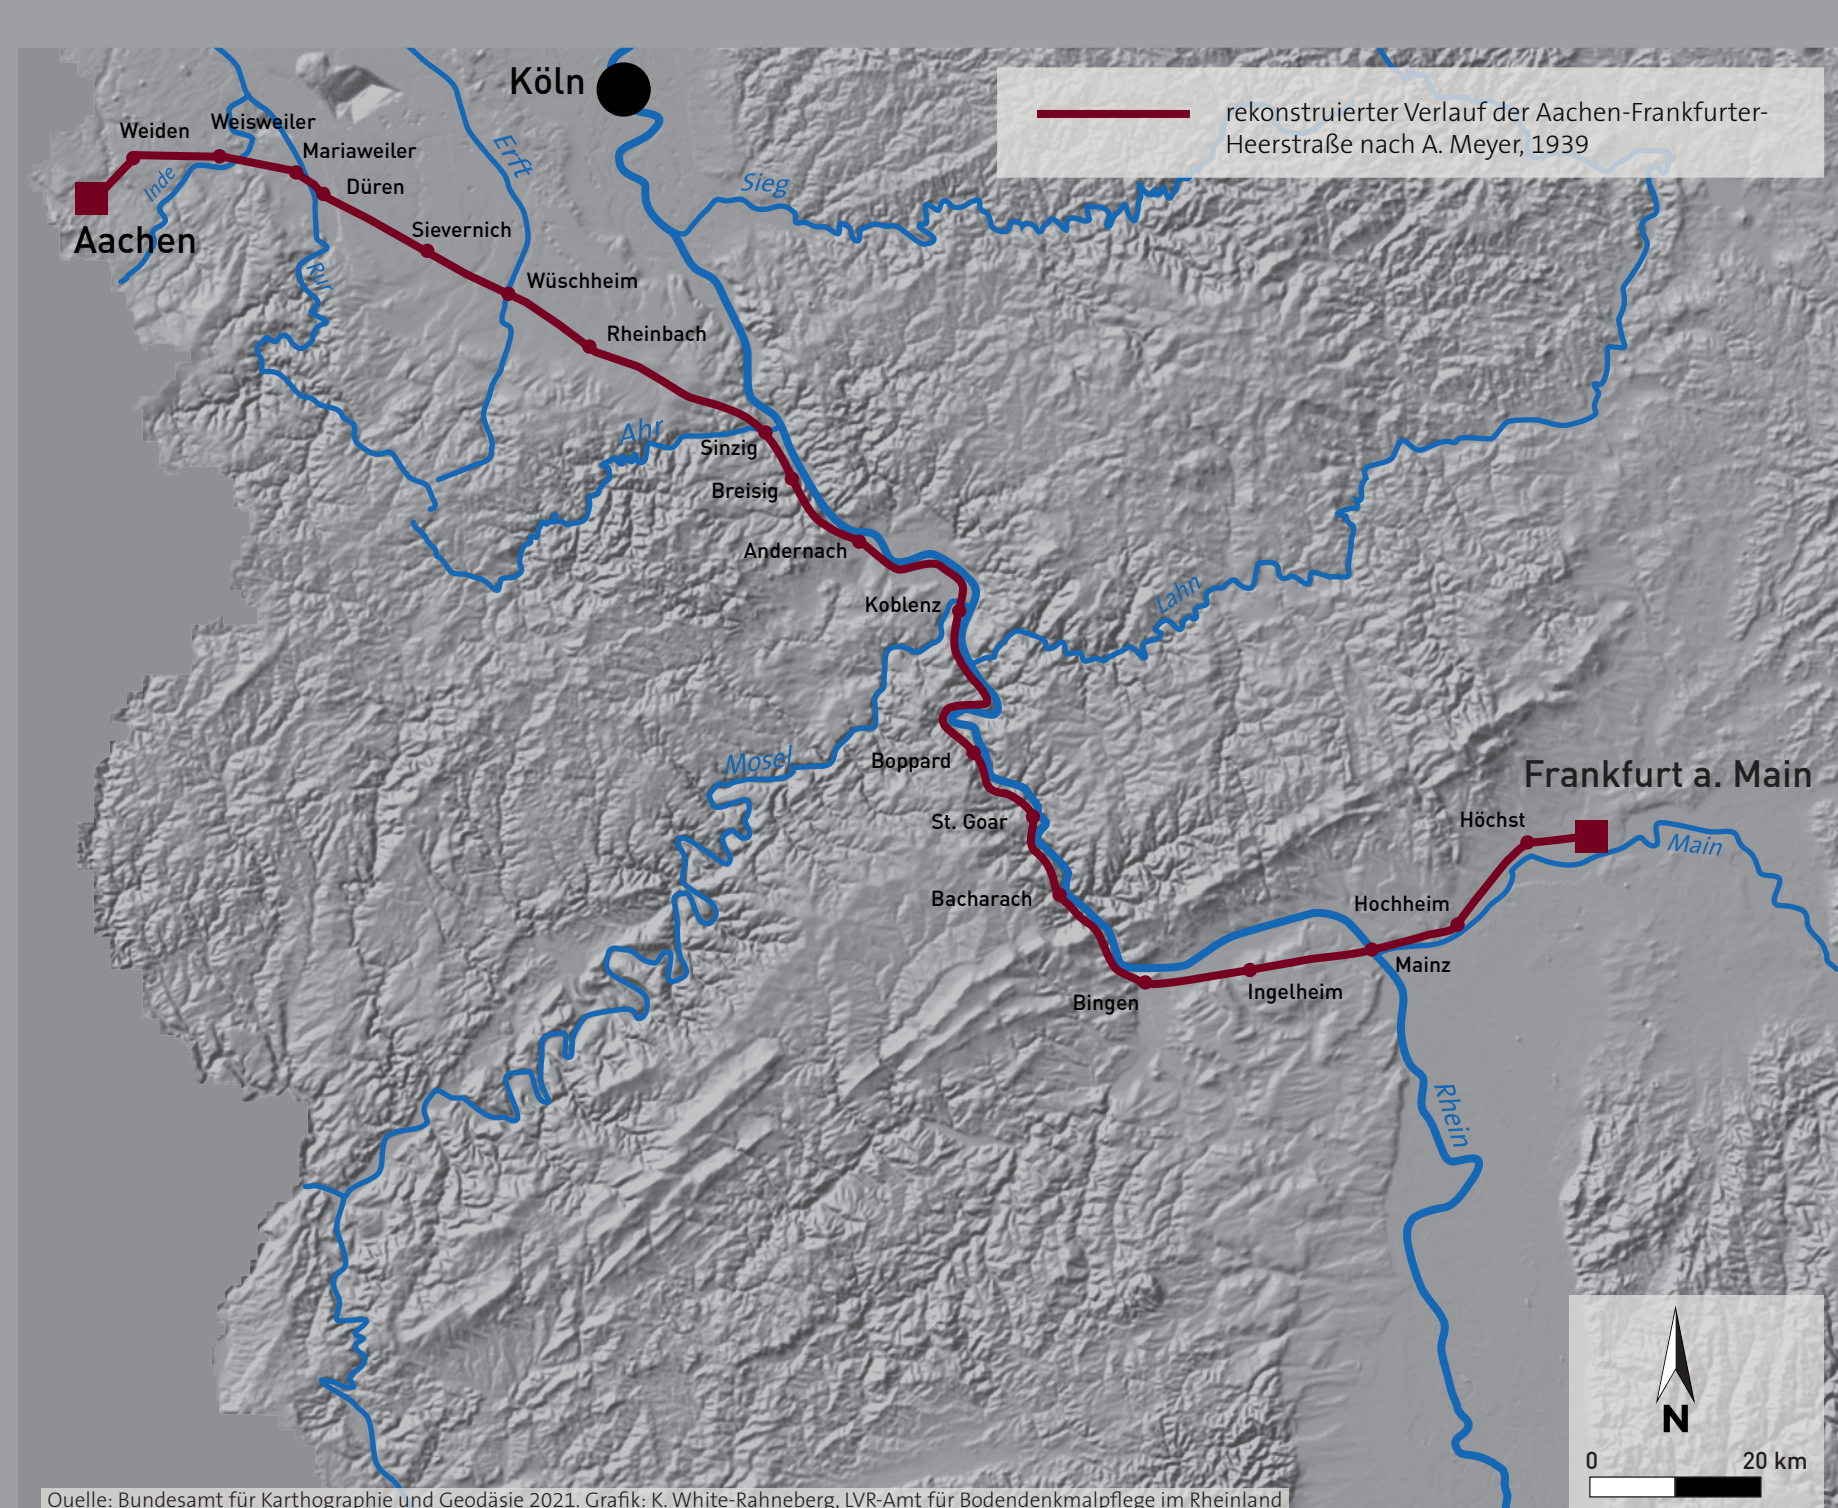 Köln
rekonstruierter Verlauf der Aachen-Frankfurter-
Heerstraße nach A. Meyer, 1939
Weiden
Weisweiler
Mariaweiler
Düren
Inde
Erft
Sieg
Aachen
Sievernich
Rur
Wüschheim
Rheinbach
Ahr
Sinzig
Breisig
Andernach
Koblenz
Lahn
Mosel
Boppard
Frankfurt a. Main
St. Goar
Höchst
Main
Bacharach
Hochheim
Mainz
Bingen
Ingelheim
Rhein
N
0 20 km
Quelle: Bundesamt für Karthographie und Geodäsie 2021. Grafik: K. White-Rahneberg, LVR-Amt für Bodendenkmalpflege im Rheinland